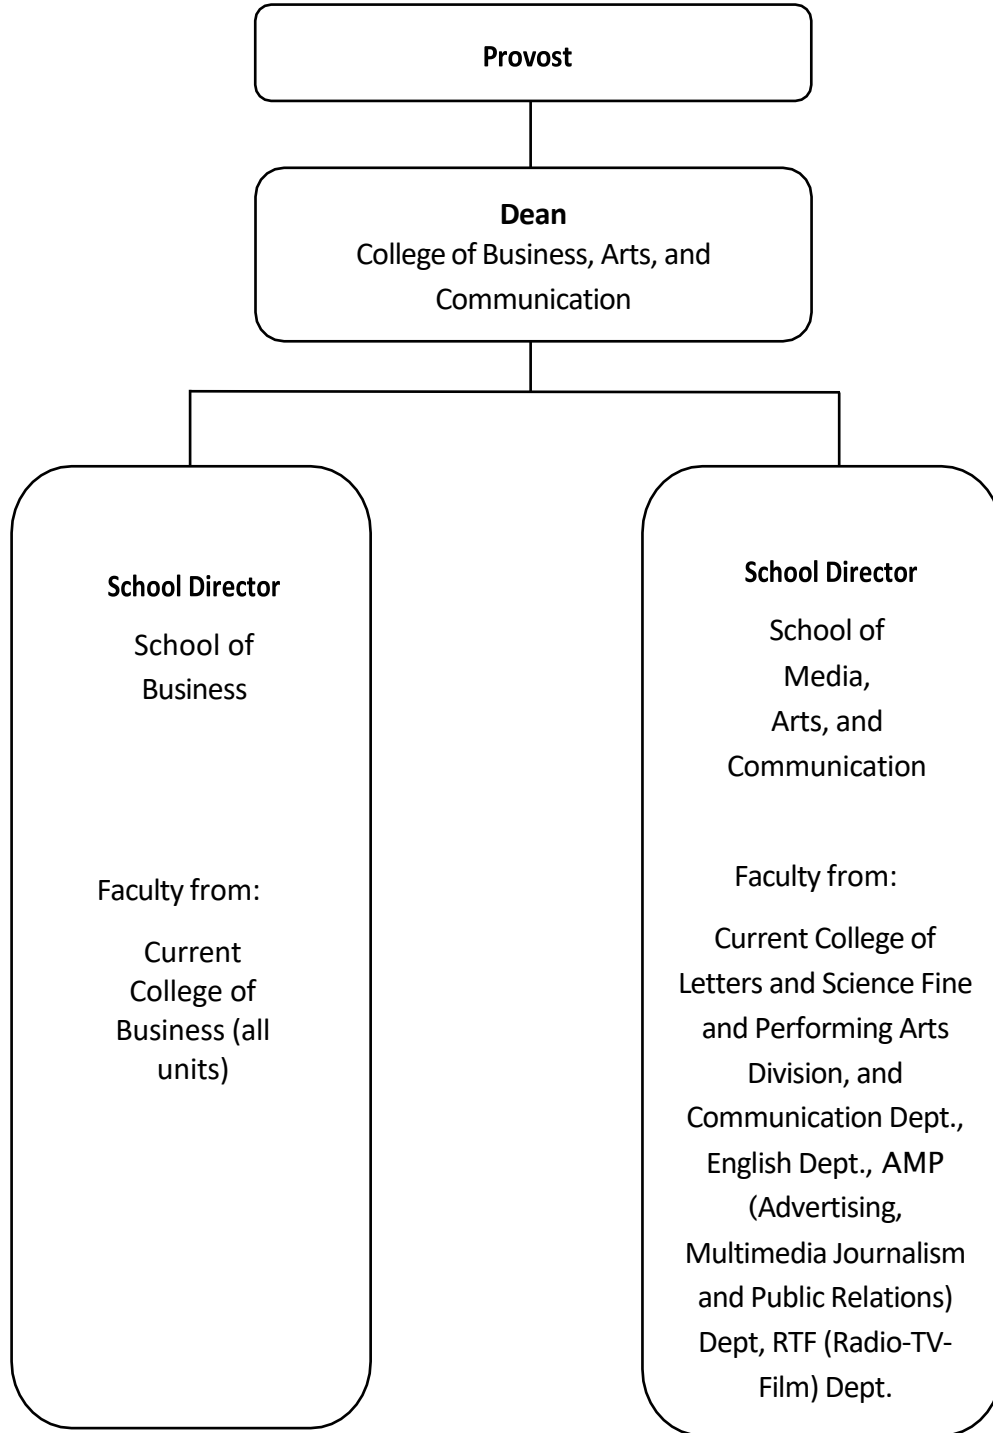 Provost
Dean
College of Business, Arts, and
Communication
School Director
School of
Business
Faculty from:
Current
College of
Business (all
units)
School Director
School of
Media,
Arts, and
Communication
Faculty from:
Current College of
Letters and Science Fine
and Performing Arts
Division, and
Communication Dept.,
English Dept., AMP
(Advertising,
Multimedia Journalism
and Public Relations)
Dept, RTF (Radio-TV-
Film) Dept.